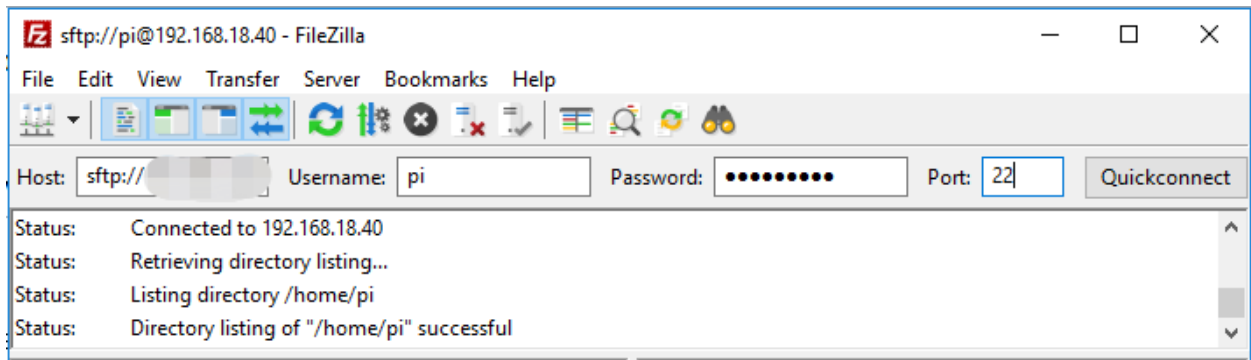 sftp://pi@192.168.18.40 - FileZilla
File Edit View Transfer Server Bookmarks Help
Host: sftp:// Username: pi Password: ●●●●●●●●● Port: 22 Quickconnect
Status: Connected to 192.168.18.40
Status: Retrieving directory listing...
Status: Listing directory /home/pi
Status: Directory listing of "/home/pi" successful